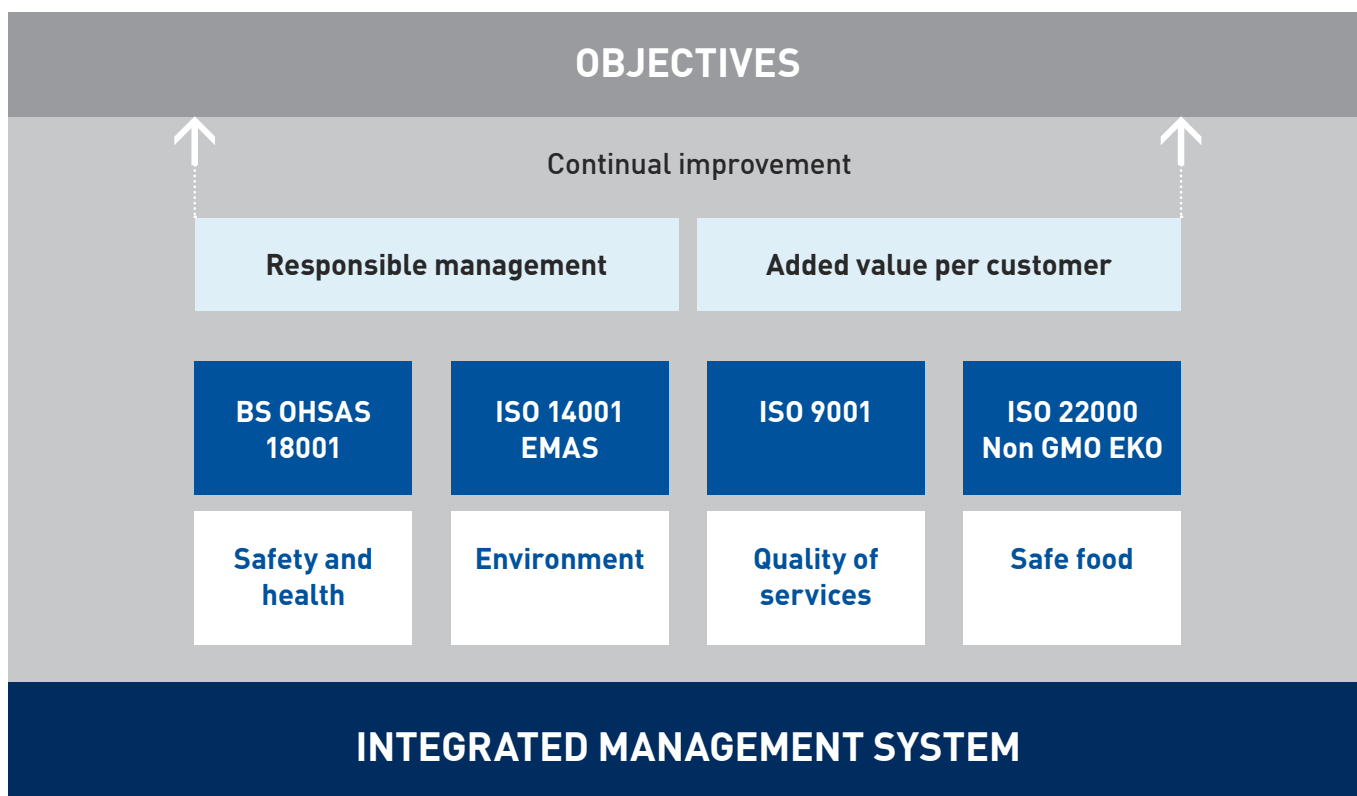 OBJECTIVES
Continual improvement
Responsible management
Added value per customer
BS OHSAS
18001
ISO 14001
EMAS
ISO 9001
ISO 22000
Non GMO EKO
Safety and
health
Environment
Quality of
services
Safe food
INTEGRATED MANAGEMENT SYSTEM